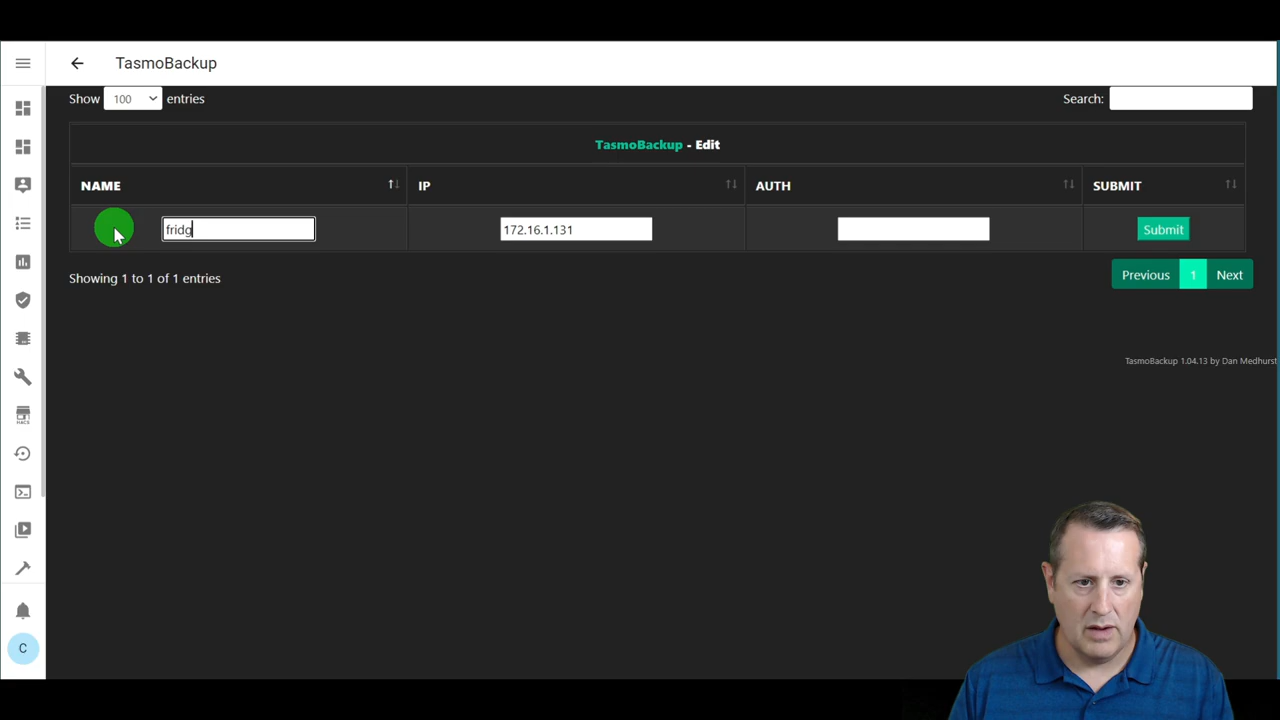 TasmoBackup
Show 100 entries
Search:
TasmoBackup - Edit
NAME IP AUTH SUBMIT
fridg 172.16.1.131 Submit
Showing 1 to 1 of 1 entries
Previous 1 Next
TasmoBackup 1.04.13 by Dan Medhurst
HACS
C